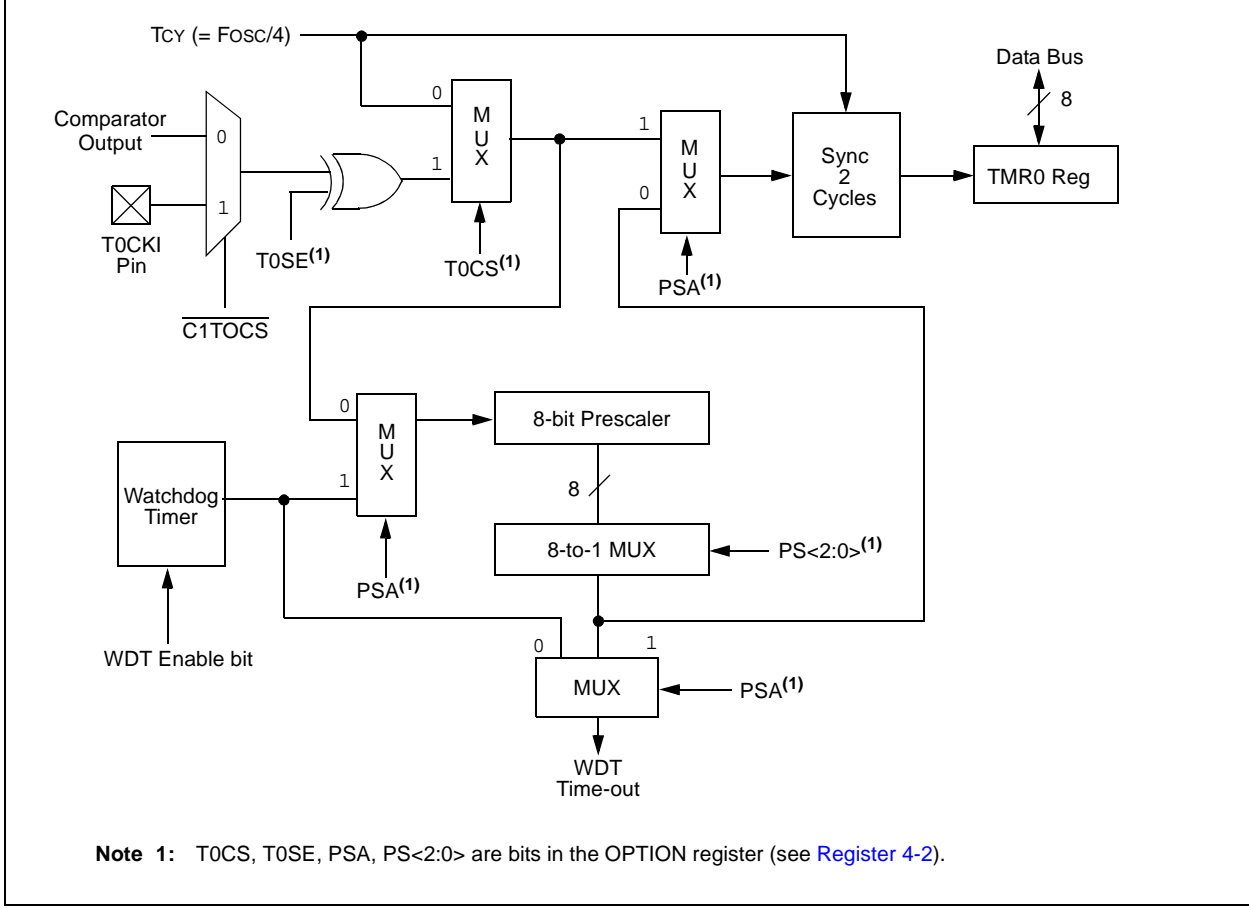 TCY (= FOSC/4)
Data Bus
8
Comparator
Output
0
1
T0CKI
Pin
C1TOCS
T0SE(1)
0
1
M
U
X
T0CS(1)
1
0
M
U
X
PSA(1)
Sync
2
Cycles
TMR0 Reg
0
1
M
U
X
PSA(1)
8-bit Prescaler
8
8-to-1 MUX
PS<2:0>(1)
Watchdog
Timer
WDT Enable bit
0
1
MUX
PSA(1)
WDT
Time-out
Note 1: T0CS, T0SE, PSA, PS<2:0> are bits in the OPTION register (see Register 4-2).